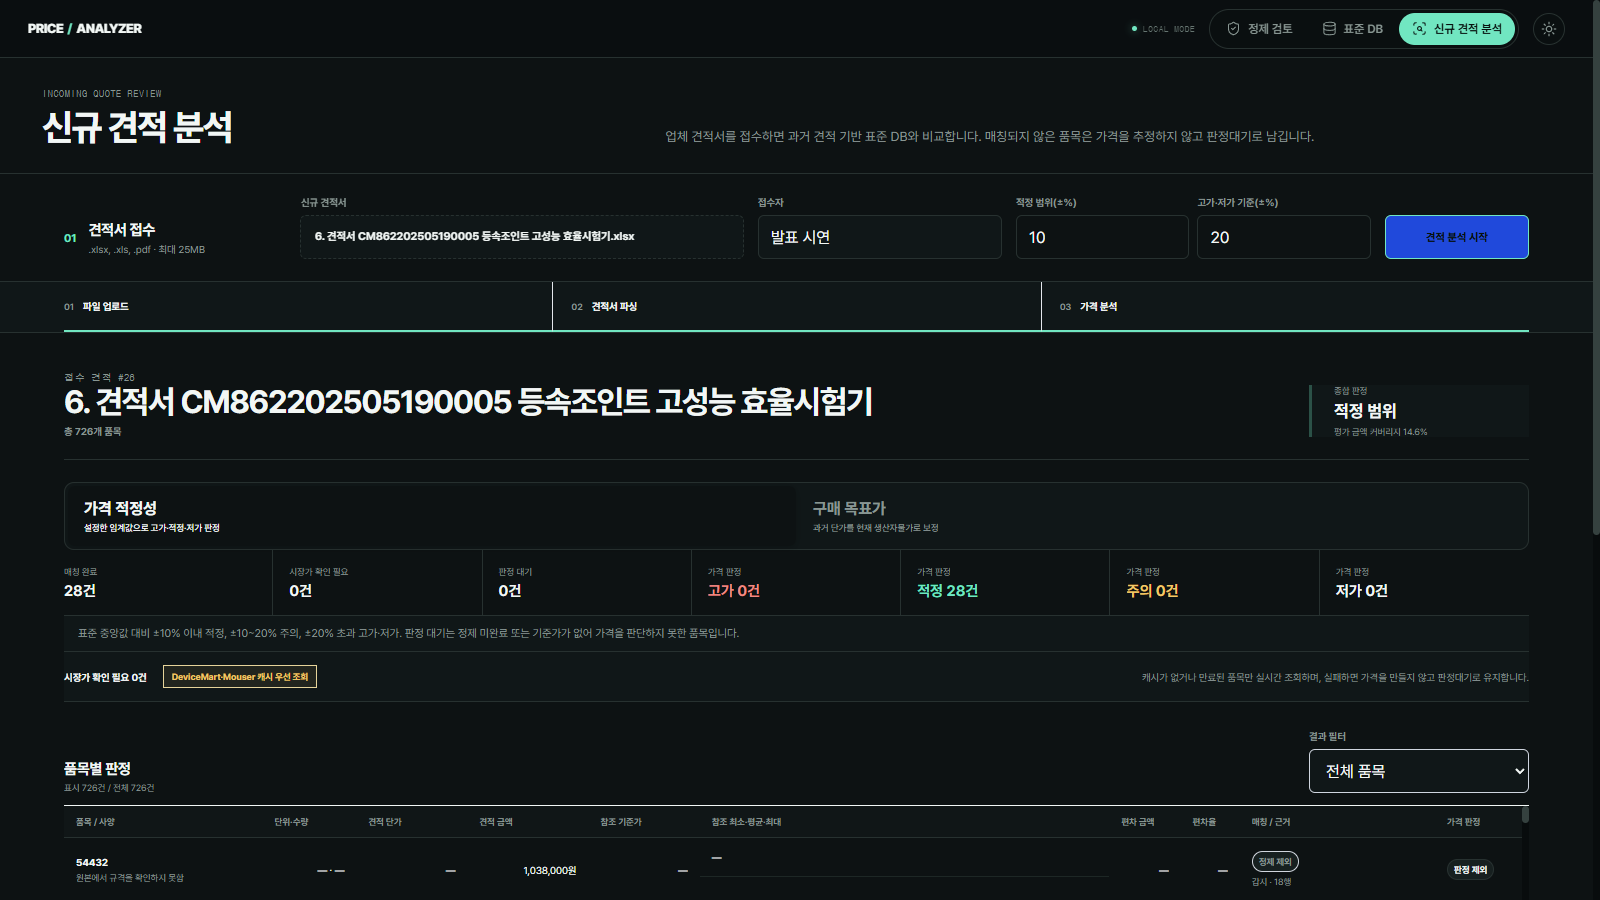 PRICE / ANALYZER
LOCAL MODE
정제 검토
표준 DB
신규 견적 분석
INCOMING QUOTE REVIEW
신규 견적 분석
업체 견적서를 접수하면 과거 견적 기반 표준 DB와 비교합니다. 매칭되지 않은 품목은 가격을 추정하지 않고 판정대기로 남깁니다.
01 견적서 접수
.xlsx, .xls, .pdf · 최대 25MB
신규 견적서
6. 견적서 CM862202505190005 등속조인트 고성능 효율시험기.xlsx
접수자
발표 시연
적정 범위(±%)
10
고가·저가 기준(±%)
20
견적 분석 시작
01 파일 업로드
02 견적서 파싱
03 가격 분석
접수 견적 #26
6. 견적서 CM862202505190005 등속조인트 고성능 효율시험기
총 726개 품목
종합 판정
적정 범위
평가 금액 커버리지 14.6%
가격 적정성
설정한 임계값으로 고가·적정·저가 판정
구매 목표가
과거 단가를 현재 생산자물가로 보정
매칭 완료
28건
시장가 확인 필요
0건
판정 대기
0건
가격 판정
고가 0건
가격 판정
적정 28건
가격 판정
주의 0건
가격 판정
저가 0건
표준 중앙값 대비 ±10% 이내 적정, ±10~20% 주의, ±20% 초과 고가·저가. 판정 대기는 정제 미완료 또는 기준가가 없어 가격을 판단하지 못한 품목입니다.
시장가 확인 필요 0건
DeviceMart·Mouser 캐시 우선 조회
캐시가 없거나 만료된 품목만 실시간 조회하며, 실패하면 가격을 만들지 않고 판정대기로 유지합니다.
품목별 판정
표시 726건 / 전체 726건
결과 필터
전체 품목
품목 / 사양 단위·수량 견적 단가 견적 금액 참조 기준가 참조 최소·평균·최대 편차 금액 편차율 매칭 / 근거 가격 판정
54432
원본에서 규격을 확인하지 못함
— · — — 1,038,000원 — — — —
정제 제외
감시 · 18행
판정 제외